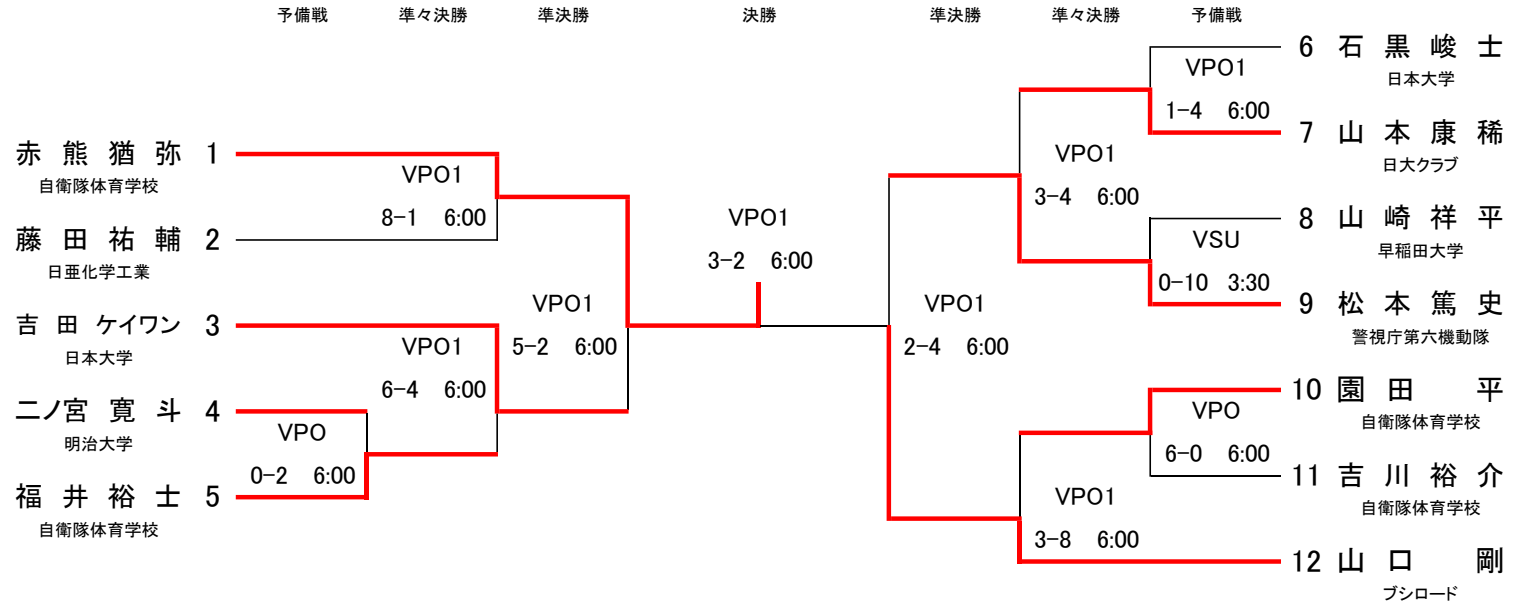 予備戦 準々決勝 準決勝 決勝 準決勝 準々決勝 予備戦
赤熊猶弥 1
自衛隊体育学校
藤田祐輔 2
日亜化学工業
吉田ケイワン 3
日本大学
二ノ宮寛斗 4
明治大学
福井裕士 5
自衛隊体育学校
VPO
0-2 6:00
VPO1
8-1 6:00
VPO1
6-4 6:00
VPO1
5-2 6:00
VPO1
3-2 6:00
VPO1
2-4 6:00
VPO1
3-4 6:00
VPO1
3-8 6:00
VPO1
1-4 6:00
VSU
0-10 3:30
VPO
6-0 6:00
6 石黒峻士
日本大学
7 山本康稀
日大クラブ
8 山崎祥平
早稲田大学
9 松本篤史
警視庁第六機動隊
10 園田平
自衛隊体育学校
11 吉川裕介
自衛隊体育学校
12 山口剛
ブシロード